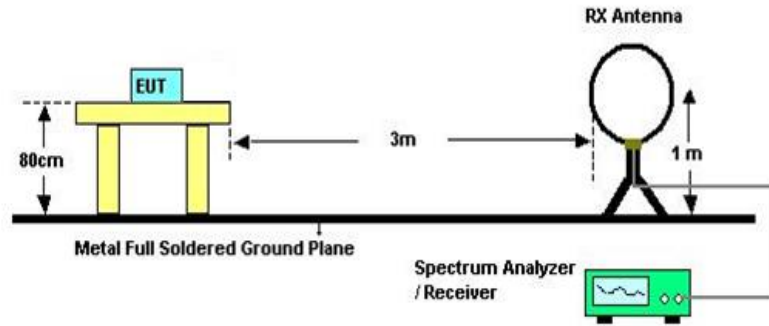 RX Antenna
EUT
3m
80cm
1 m
Metal Full Soldered Ground Plane
Spectrum Analyzer
/ Receiver